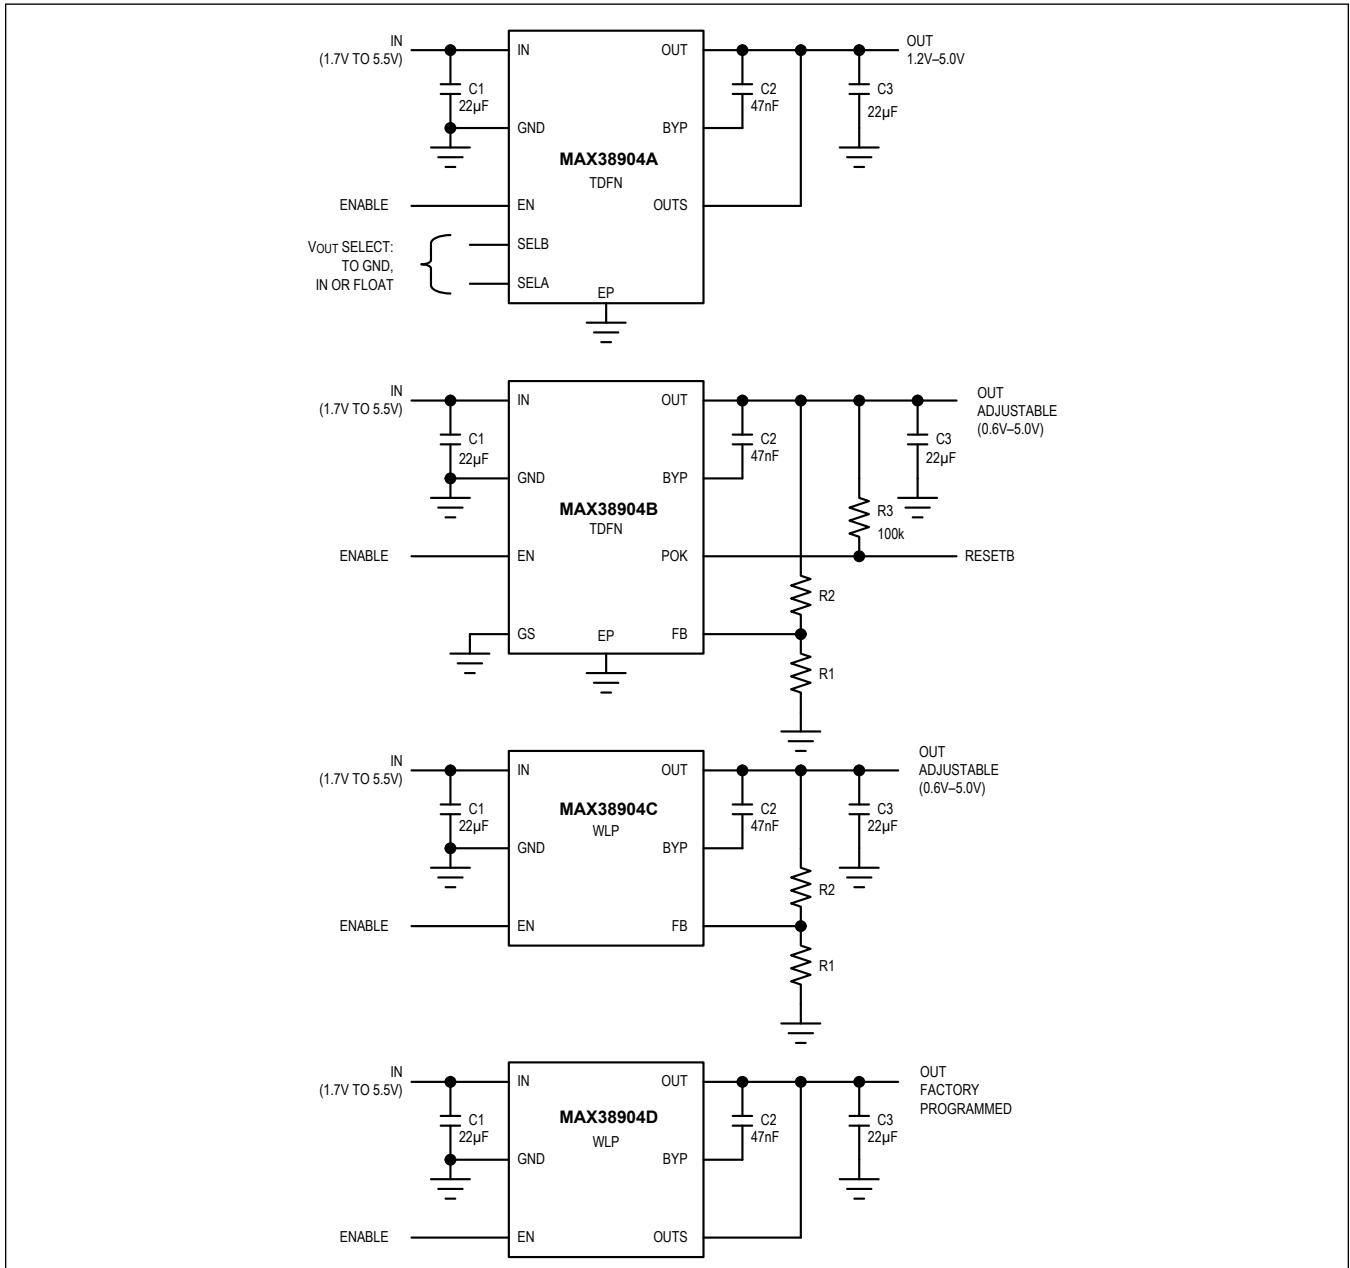 IN
(1.7V TO 5.5V)
C1
22µF
IN
GND
EN
SELB
SELA
ENABLE
VOUT SELECT:
TO GND,
IN OR FLOAT
MAX38904A
TDFN
EP
OUT
BYP
OUTS
C2
47nF
C3
22µF
OUT
1.2V–5.0V
IN
(1.7V TO 5.5V)
C1
22µF
IN
GND
EN
GS
ENABLE
MAX38904B
TDFN
EP
OUT
BYP
POK
FB
C2
47nF
C3
22µF
R3
100k
R2
R1
OUT
ADJUSTABLE
(0.6V–5.0V)
RESETB
IN
(1.7V TO 5.5V)
C1
22µF
IN
GND
EN
ENABLE
MAX38904C
WLP
OUT
BYP
FB
C2
47nF
C3
22µF
R2
R1
OUT
ADJUSTABLE
(0.6V–5.0V)
IN
(1.7V TO 5.5V)
C1
22µF
IN
GND
EN
ENABLE
MAX38904D
WLP
OUT
BYP
OUTS
C2
47nF
C3
22µF
OUT
FACTORY
PROGRAMMED